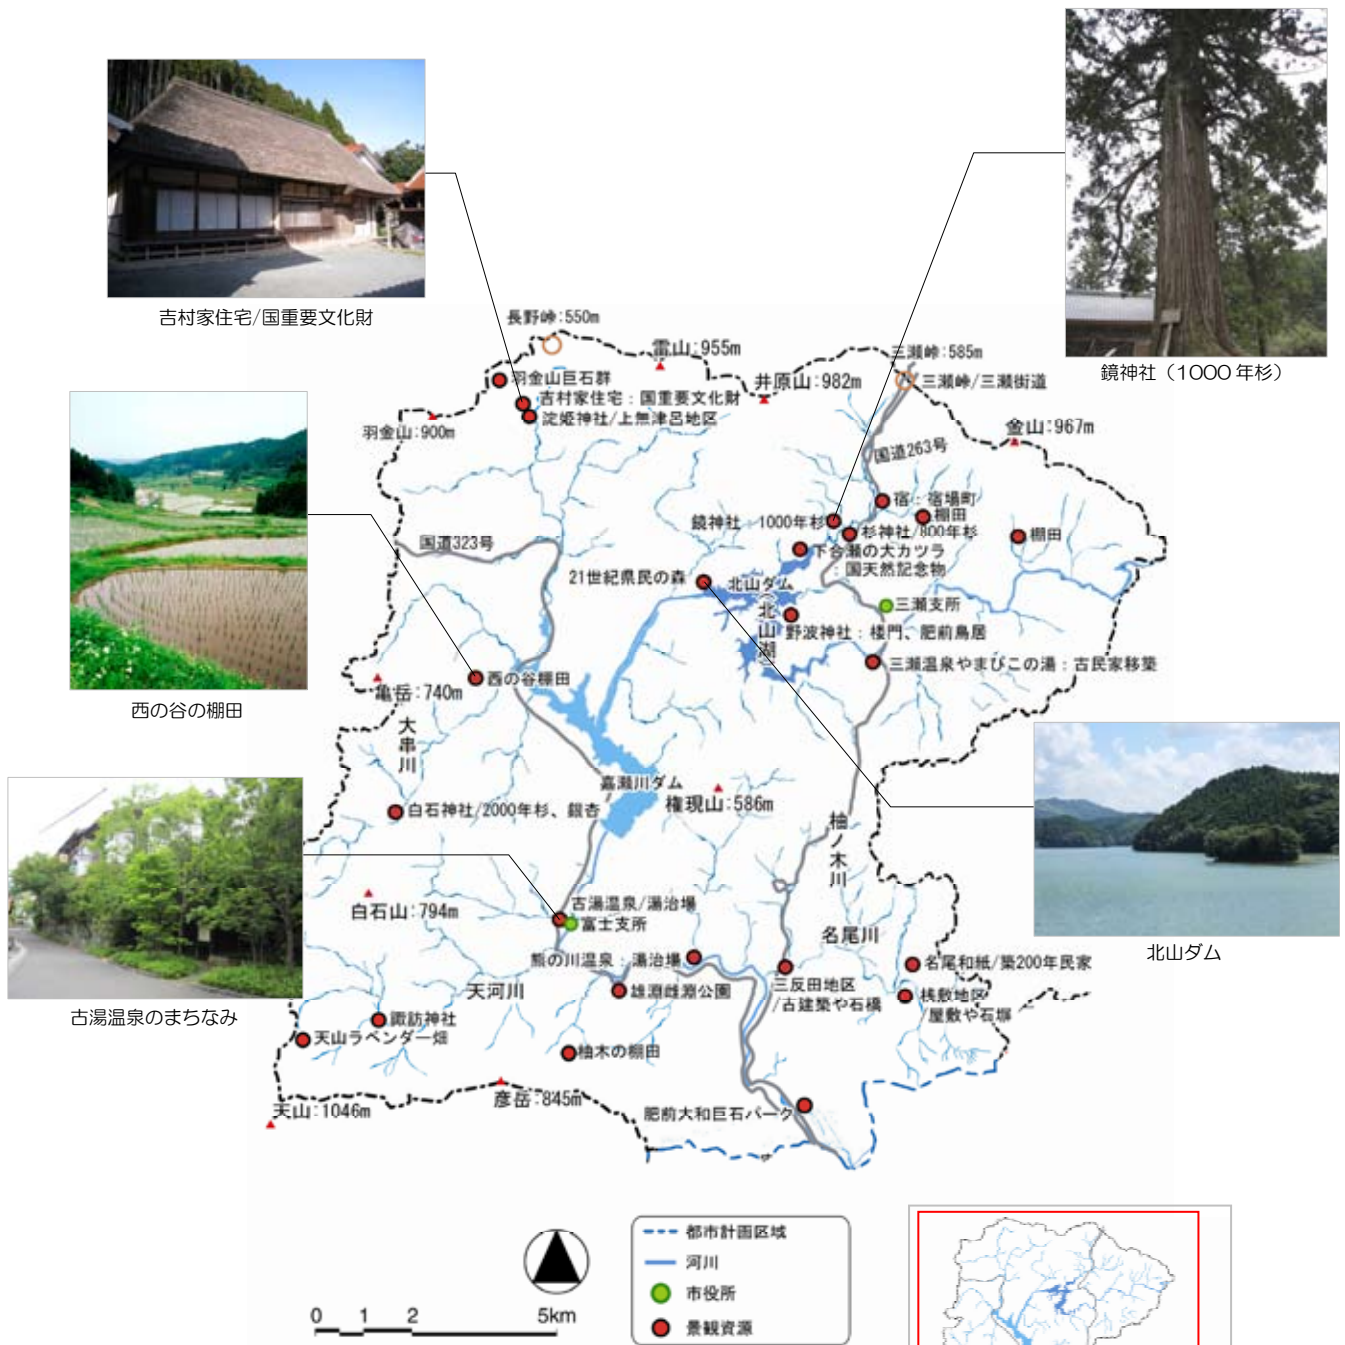 吉村家住宅/国重要文化財
鏡神社（1000年杉）
長野峠:550m
雷山:955m
三瀬峠:585m
羽金山巨石群
井原山:982m
三瀬峠/三瀬街道
吉村家住宅：国重要文化財
淀姫神社/上無津呂地区
羽金山:900m
金山:967m
国道263号
宿：宿場町
鏡神社：1000年杉
棚田
杉神社/800年杉
棚田
国道323号
下合瀬の大カツラ
：国天然記念物
21世紀県民の森
北山ダム
（北山湖）
三瀬支所
野波神社：楼門、肥前鳥居
三瀬温泉やまびこの湯：古民家移築
西の谷棚田
亀岳:740m
西の谷の棚田
大串川
嘉瀬川ダム
権現山:586m
白石神社/2000年杉、銀杏
柚ノ木川
白石山:794m
古湯温泉/湯治場
富士支所
名尾川
北山ダム
熊の川温泉：湯治場
名尾和紙/築200年民家
天河川
雄淵雌淵公園
三反田地区
/古建築や石橋
桟敷地区
/屋敷や石塀
古湯温泉のまちなみ
諏訪神社
天山ラベンダー畑
柚木の棚田
彦岳:845m
天山:1046m
肥前大和巨石パーク
都市計画区域
河川
市役所
景観資源
0 1 2 5km